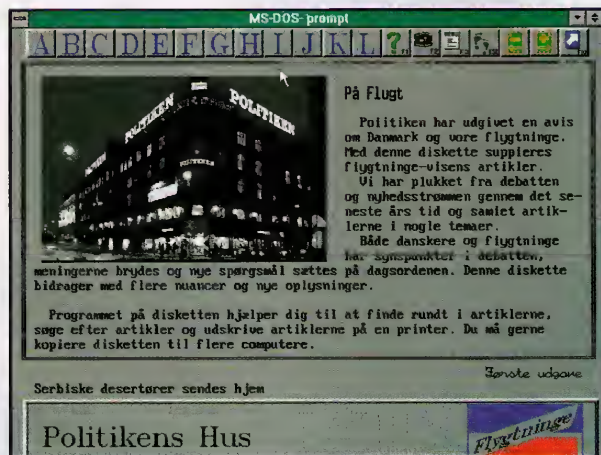 MS-DOS-prompt
A B C D E F G H I J K L ?
POLITIKEN POLITIKEN
POLITIKEN
På Flugt
Politiken har udgivet en avis
om Danmark og vore flygtninge.
Med denne diskette suppleres
flygtninge-avisens artikler.
Vi har plukket fra debatten
og nyhedsstrømmen gennem det se-
neste års tid og samlet artik-
lerne i nogle temaer.
Både danskere og flygtninge
har synspunkter i debatten,
meningerne brydes og nye spørgsmål sættes på dagsordenen. Denne diskette
bidrager med flere nuancer og nye oplysninger.
Programmet på disketten hjælper dig til at finde rundt i artiklerne,
søge efter artikler og udskrive artiklerne på en printer. Du må gerne
kopiere disketten til flere computere.
Første udgave
Serbiske desertører sendes hjem
Politikens Hus
Flygtninge